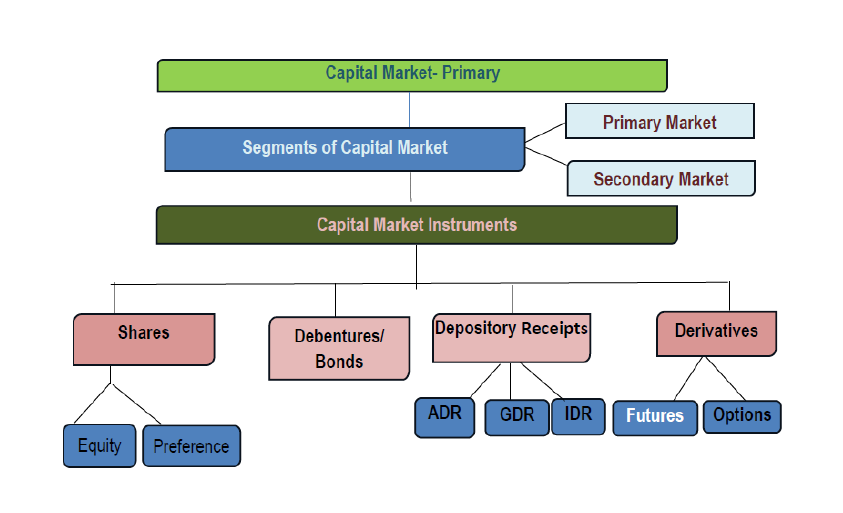 Capital Market- Primary
Primary Market
Segments of Capital Market
Secondary Market
Capital Market Instruments
Shares
Debentures/
Bonds
Depository Receipts
Derivatives
ADR
GDR
IDR
Futures
Options
Equity
Preference